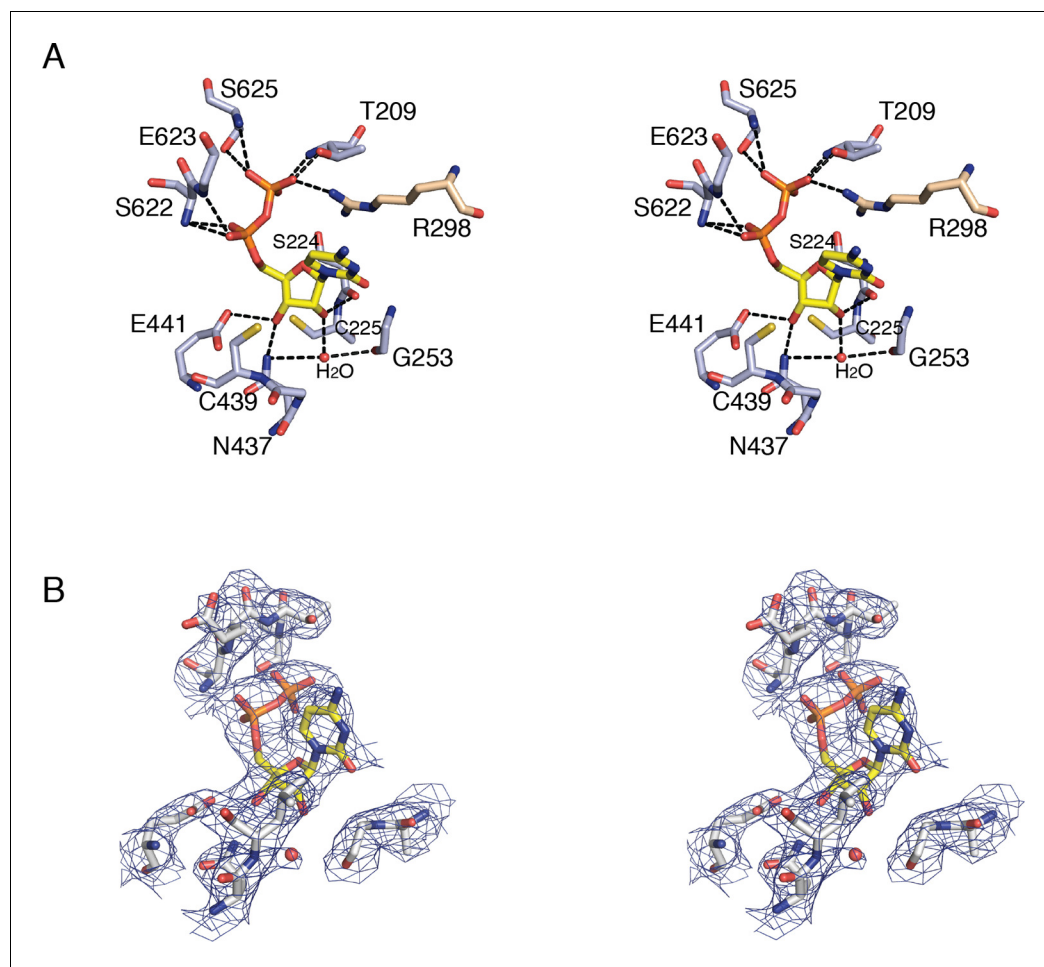 A
S625
T209
E623
S622
R298
S224
E441
C225
G253
H2O
C439
N437
S625
T209
E623
S622
R298
S224
E441
C225
G253
H2O
C439
N437
B